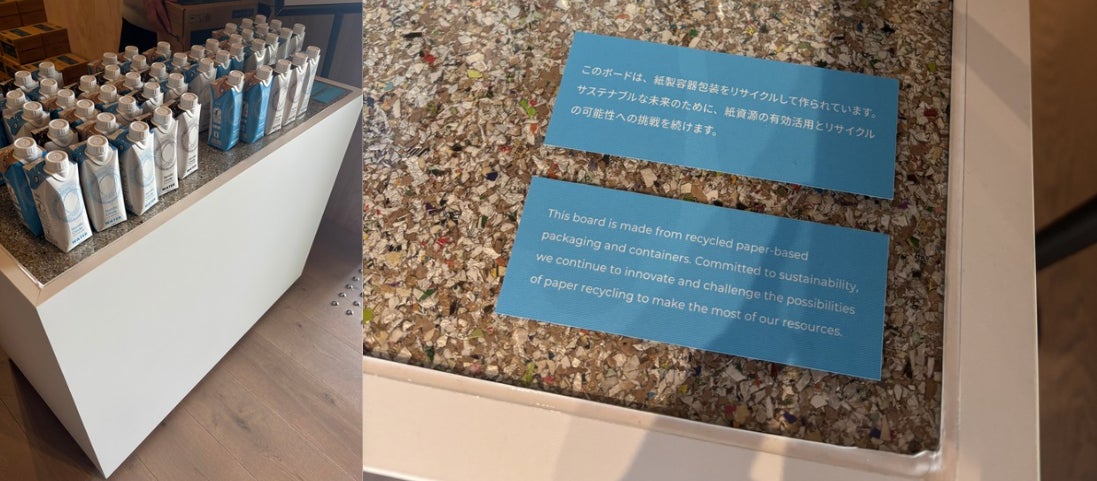 WATER
WATER
このボードは、紙製容器包装をリサイクルして作られています。
サステナブルな未来のために、紙資源の有効活用とリサイクル
の可能性への挑戦を続けます。
This board is made from recycled paper-based
packaging and containers. Committed to sustainability,
we continue to innovate and challenge the possibilities
of paper recycling to make the most of our resources.